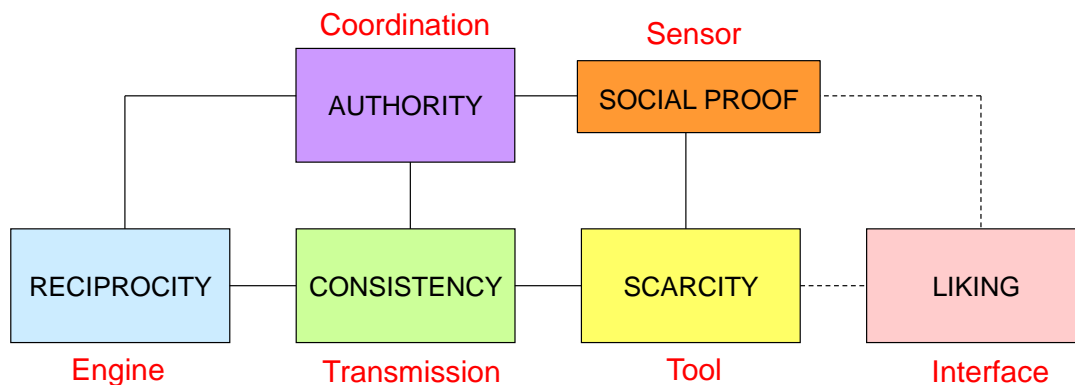 Coordination
Sensor
AUTHORITY
SOCIAL PROOF
RECIPROCITY
CONSISTENCY
SCARCITY
LIKING
Engine
Transmission
Tool
Interface